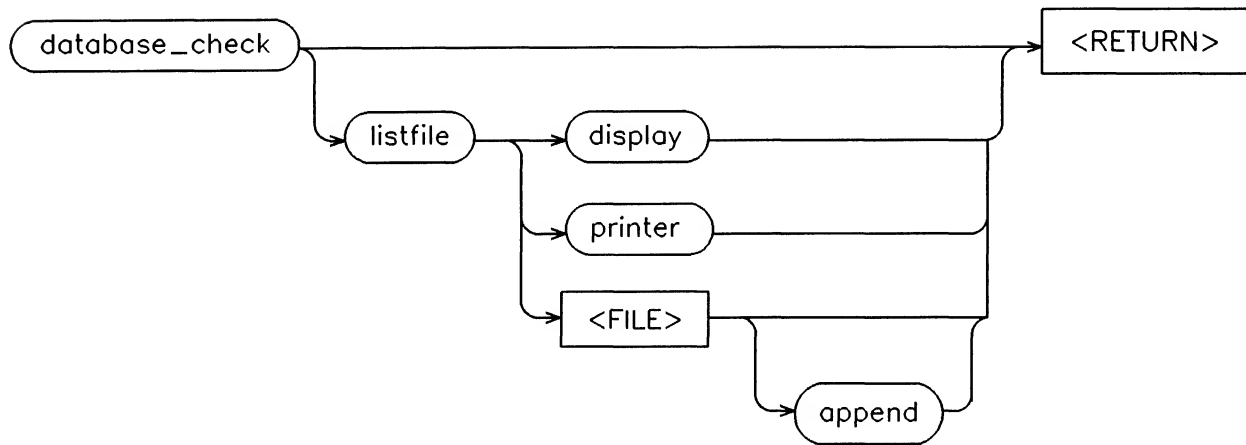 database_check
<RETURN>
listfile
display
printer
<FILE>
append